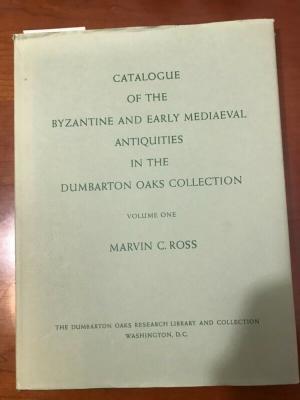 CATALOGUE
OF THE
BYZANTINE AND EARLY MEDIAEVAL
ANTIQUITIES
IN THE
DUMBARTON OAKS COLLECTION
VOLUME ONE
MARVIN C. ROSS
THE DUMBARTON OAKS RESEARCH LIBRARY AND COLLECTION
WASHINGTON, D.C.